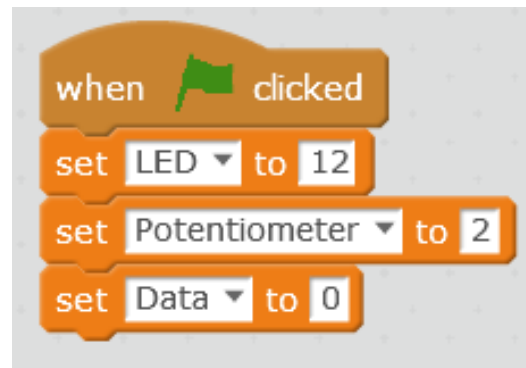 when clicked
set LED to 12
set Potentiometer to 2
set Data to 0